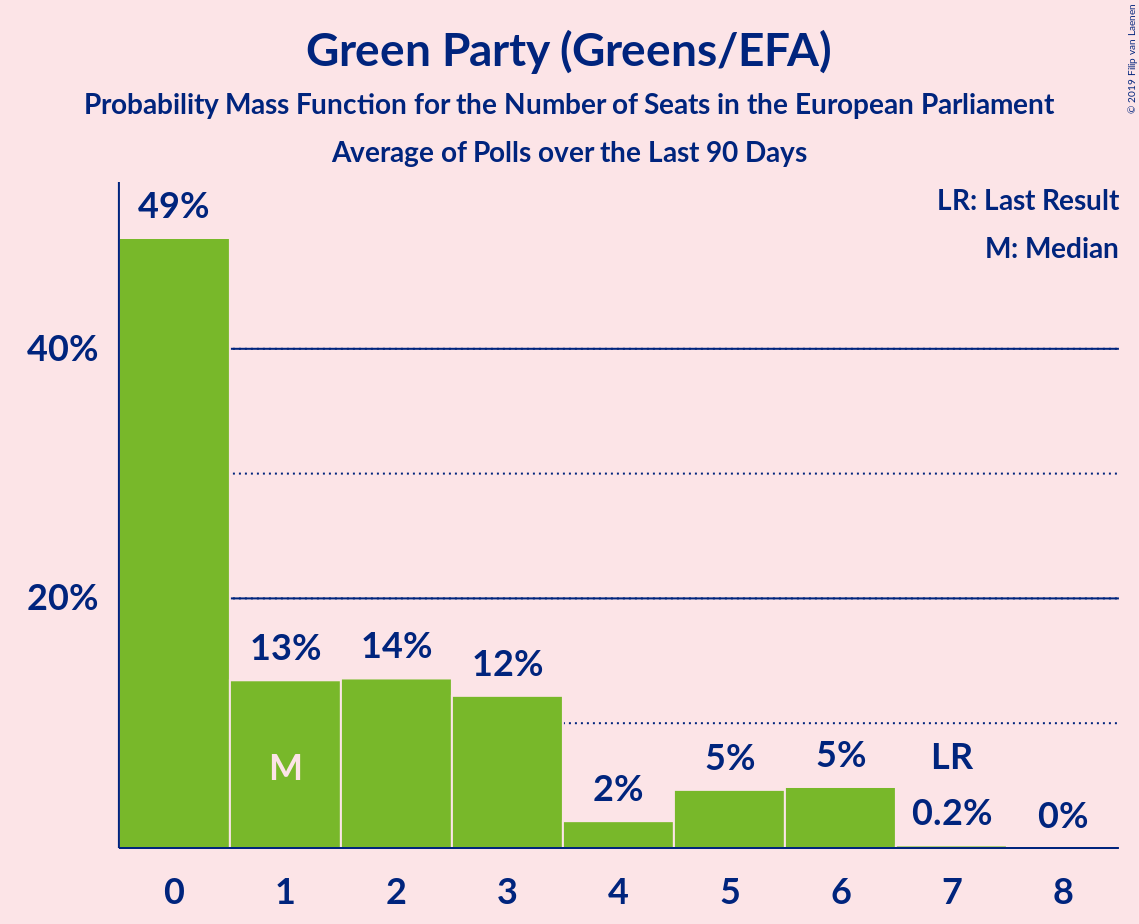 Green Party (Greens/EFA)
Probability Mass Function for the Number of Seats in the European Parliament
Average of Polls over the Last 90 Days
© 2019 Filip van Laenen
LR: Last Result
M: Median
49%
40%
20%
13%
14%
12%
M
2%
5%
5%
LR
0.2%
0%
0 1 2 3 4 5 6 7 8